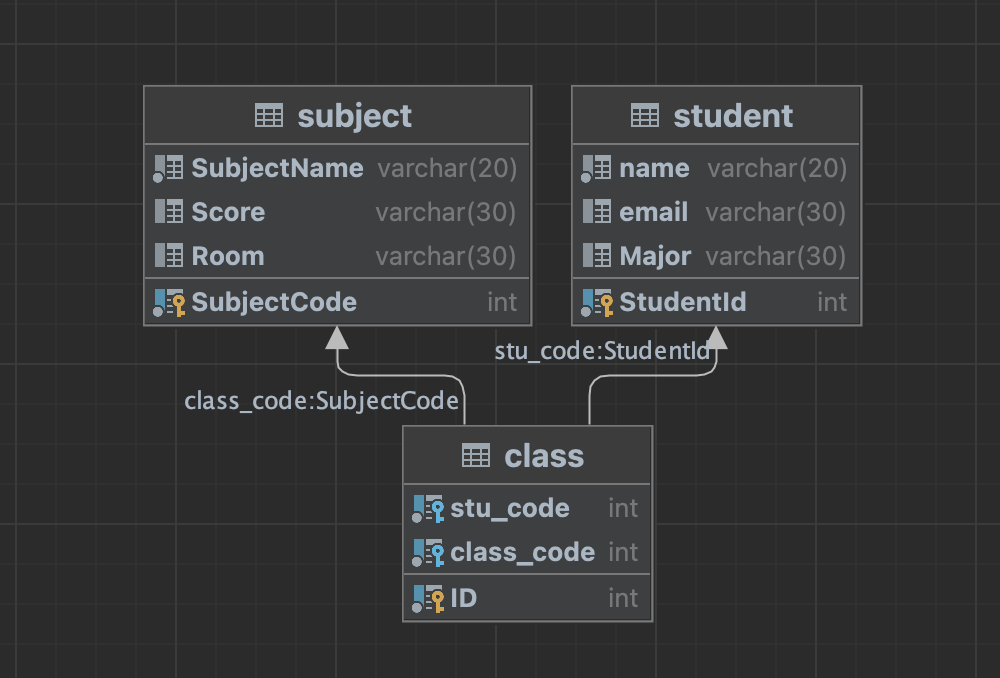 subject
SubjectName varchar(20)
Score varchar(30)
Room varchar(30)
SubjectCode int
student
name varchar(20)
email varchar(30)
Major varchar(30)
StudentId int
stu_code:StudentId
class_code:SubjectCode
class
stu_code int
class_code int
ID int